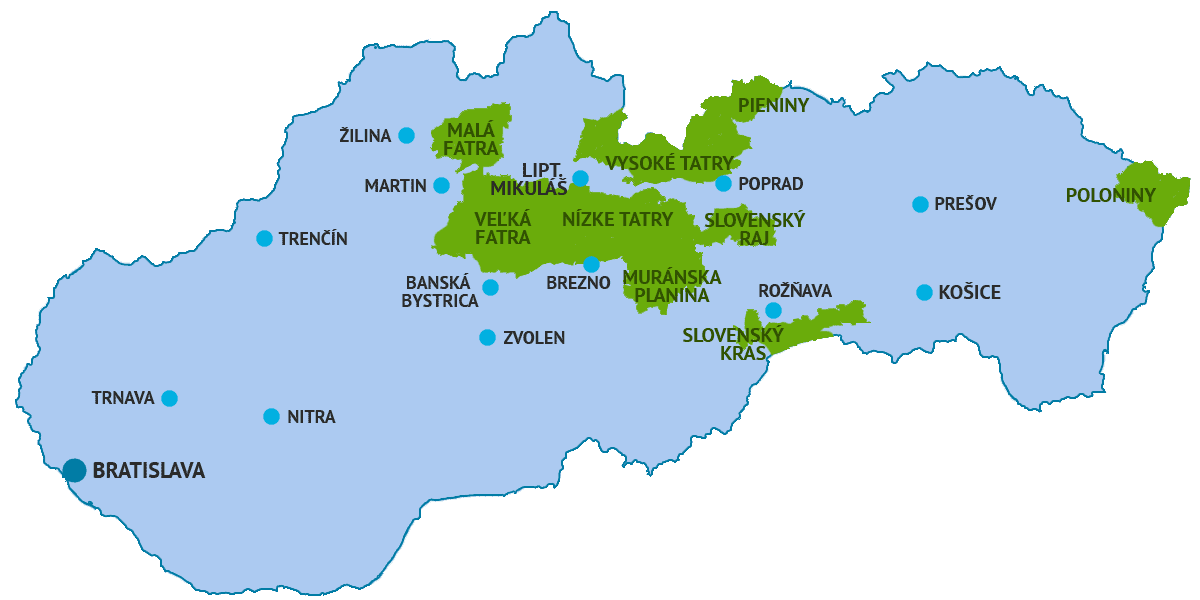 PIENINY
ŽILINA
MALÁ
FATRA
VYSOKÉ TATRY
LIPT.
MIKULÁŠ
MARTIN
POPRAD
POLONINY
PREŠOV
VEĽKÁ
FATRA
NÍZKE TATRY
SLOVENSKÝ
RAJ
TRENČÍN
BANSKÁ
BYSTRICA
BREZNO
MURÁNSKA
PLANINA
ROŽŇAVA
KOŠICE
ZVOLEN
SLOVENSKÝ
KRAS
TRNAVA
NITRA
BRATISLAVA